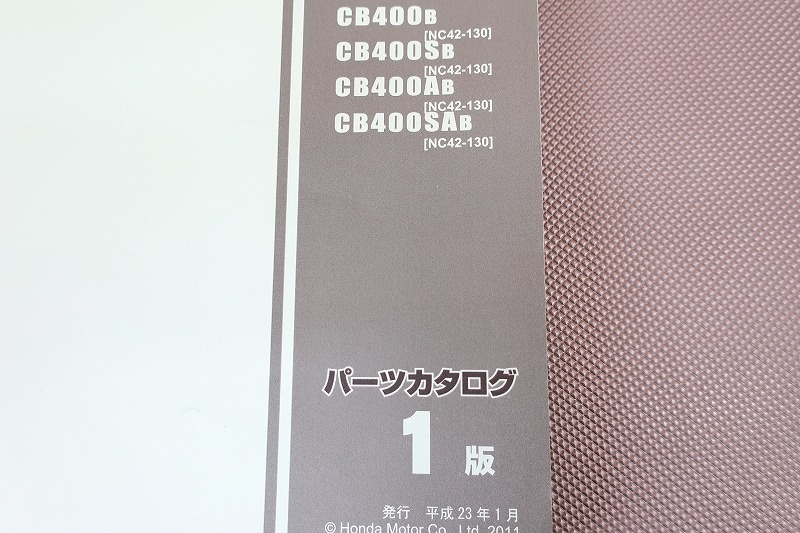 CB400B
[NC42-130]
CB400SB
[NC42-130]
CB400AB
[NC42-130]
CB400SAB
[NC42-130]
パーツカタログ
1版
発行 平成23年1月
© Honda Motor Co., Ltd. 2011